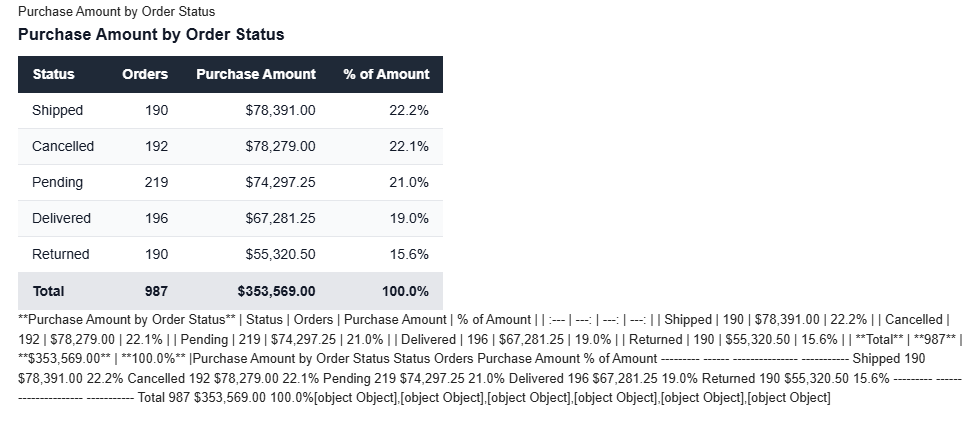 Purchase Amount by Order Status
Purchase Amount by Order Status
Status Orders Purchase Amount % of Amount
Shipped 190 $78,391.00 22.2%
Cancelled 192 $78,279.00 22.1%
Pending 219 $74,297.25 21.0%
Delivered 196 $67,281.25 19.0%
Returned 190 $55,320.50 15.6%
Total 987 $353,569.00 100.0%
**Purchase Amount by Order Status** | Status | Orders | Purchase Amount | % of Amount | | :--- | ---: | ---: | ---: | | Shipped | 190 | $78,391.00 | 22.2% | | Cancelled |
192 | $78,279.00 | 22.1% | | Pending | 219 | $74,297.25 | 21.0% | | Delivered | 196 | $67,281.25 | 19.0% | | Returned | 190 | $55,320.50 | 15.6% | | **Total** | **987** |
**$353,569.00** | **100.0%** |Purchase Amount by Order Status Status Orders Purchase Amount % of Amount --------- ------ --------------- ----------- Shipped 190
$78,391.00 22.2% Cancelled 192 $78,279.00 22.1% Pending 219 $74,297.25 21.0% Delivered 196 $67,281.25 19.0% Returned 190 $55,320.50 15.6% --------- ------
--------------- ----------- Total 987 $353,569.00 100.0%[object Object],[object Object],[object Object],[object Object],[object Object],[object Object]